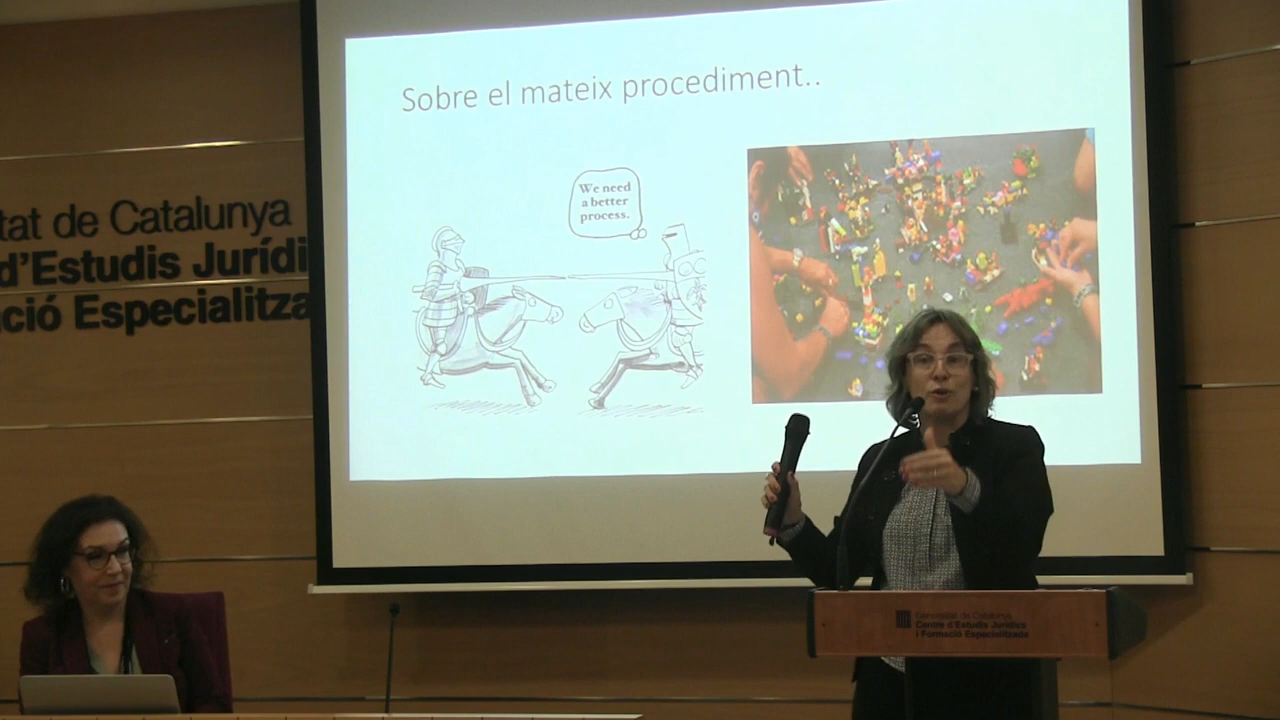 Sobre el mateix procediment..
We need
a better
process.
tat de Catalunya
d'Estudis Jurídi
ció Especialitza
Generalitat de Catalunya
Centre d'Estudis Jurídics
i Formació Especialitzada